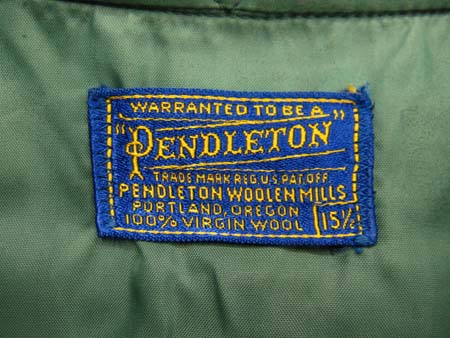 WARRANTED TO BE A
"PENDLETON"
TRADE MARK REG. U.S. PAT. OFF.
PENDLETON WOOLEN MILLS
PORTLAND, OREGON
100% VIRGIN WOOL 15½